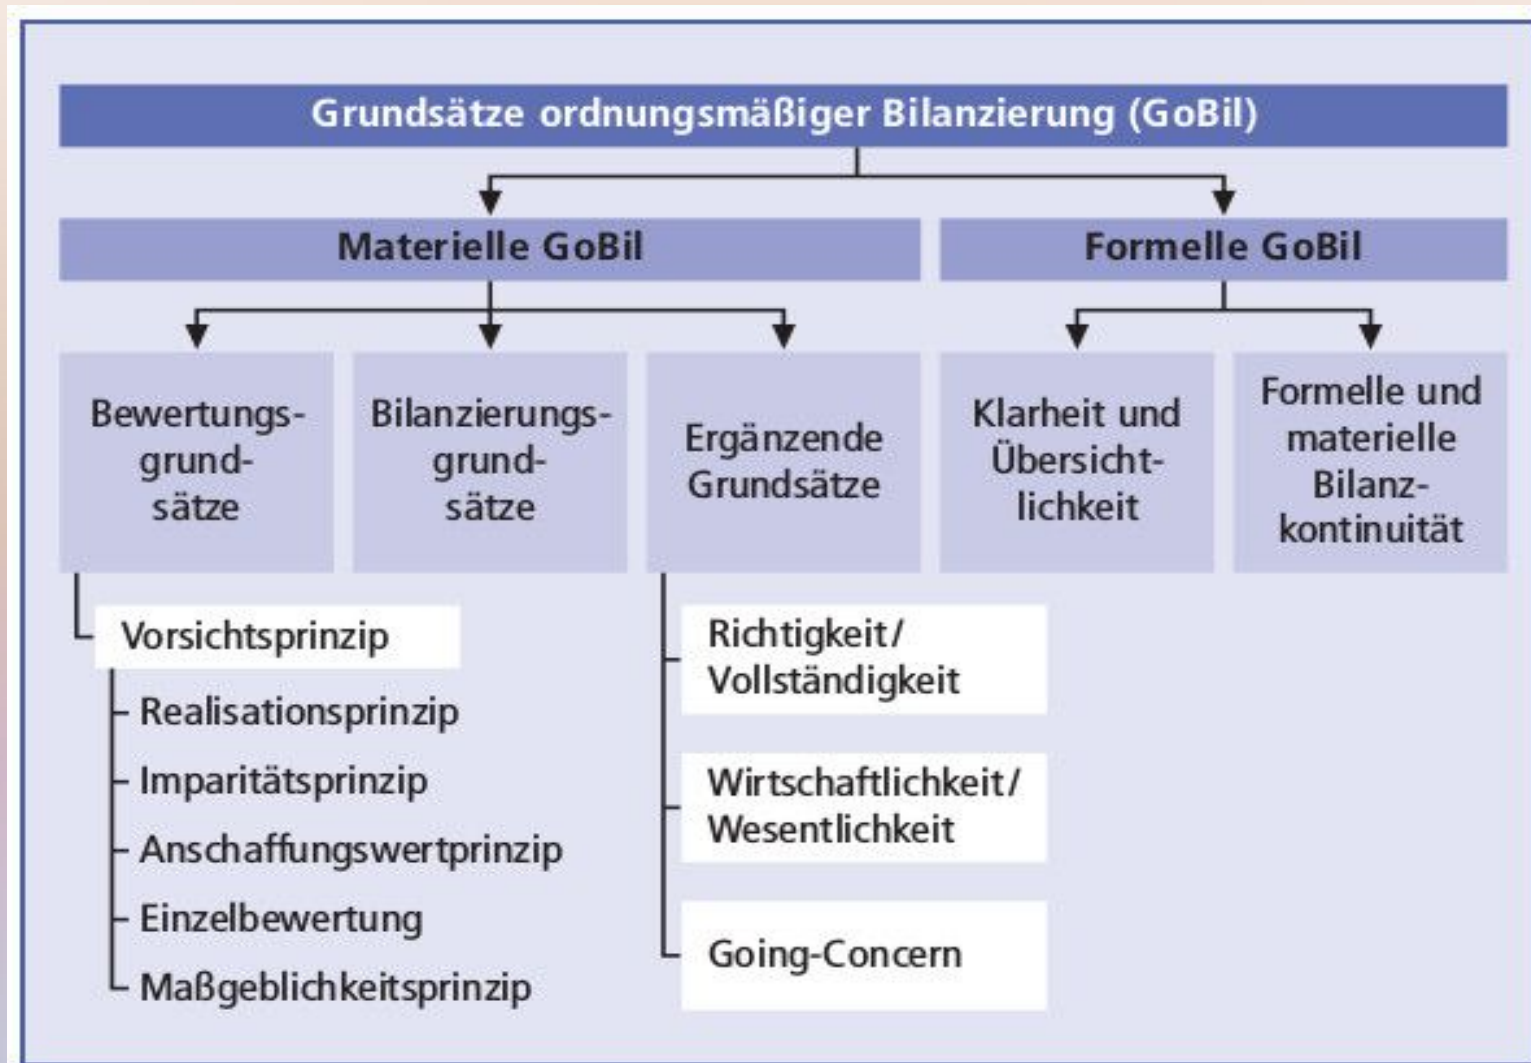 Grundsätze ordnungsmäßiger Bilanzierung (GoBil)
Materielle GoBil
Formelle GoBil
Bewertungs-
grund-
sätze
Bilanzierungs-
grund-
sätze
Ergänzende
Grundsätze
Klarheit und
Übersicht-
lichkeit
Formelle und
materielle
Bilanz-
kontinuität
Vorsichtsprinzip
Realisationsprinzip
Imparitätsprinzip
Anschaffungswertprinzip
Einzelbewertung
Maßgeblichkeitsprinzip
Richtigkeit/
Vollständigkeit
Wirtschaftlichkeit/
Wesentlichkeit
Going-Concern